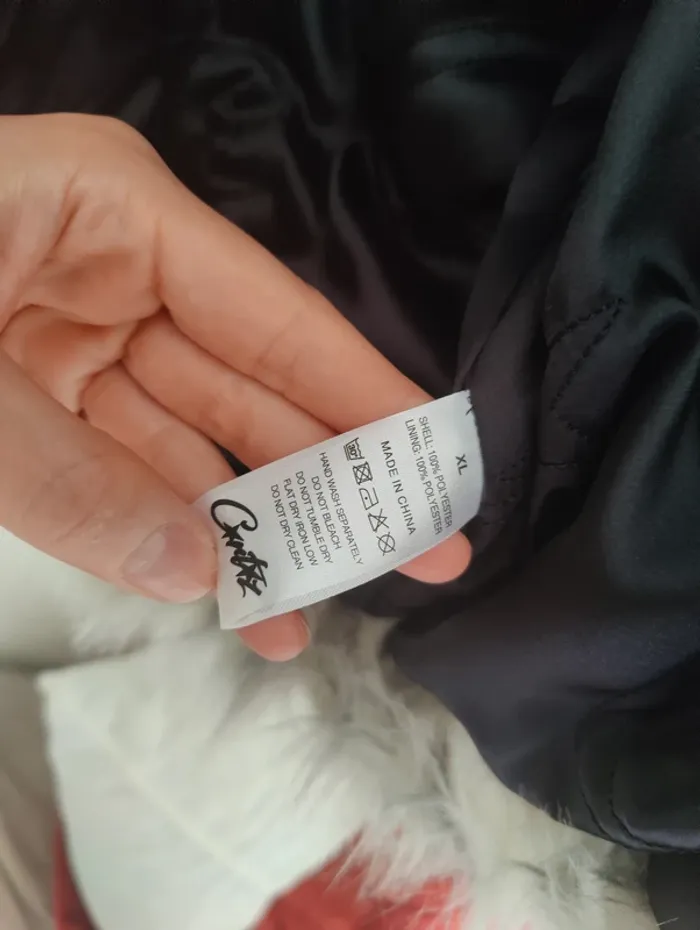 XL
SHELL: 100% POLYESTER
LINING: 100% POLYESTER
MADE IN CHINA
30°
HAND WASH SEPARATELY
DO NOT BLEACH
DO NOT TUMBLE DRY
FLAT DRY IRON LOW
DO NOT DRY CLEAN